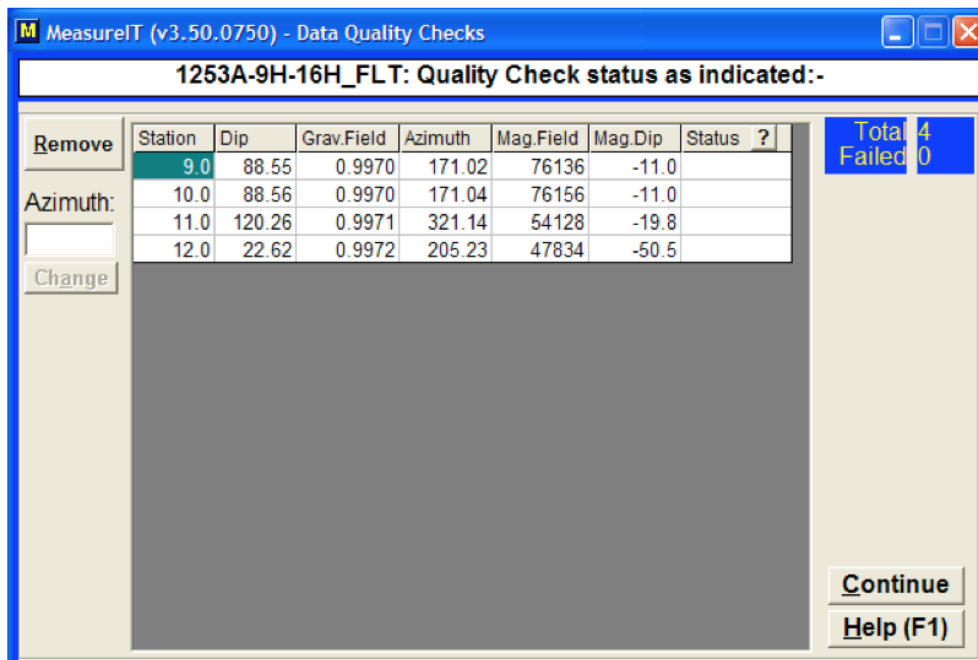 MeasureIT (v3.50.0750) - Data Quality Checks
1253A-9H-16H_FLT: Quality Check status as indicated:-
Remove
Azimuth:
Change
Station Dip Grav.Field Azimuth Mag.Field Mag.Dip Status ?
9.0 88.55 0.9970 171.02 76136 -11.0
10.0 88.56 0.9970 171.04 76156 -11.0
11.0 120.26 0.9971 321.14 54128 -19.8
12.0 22.62 0.9972 205.23 47834 -50.5
Total 4
Failed 0
Continue
Help (F1)